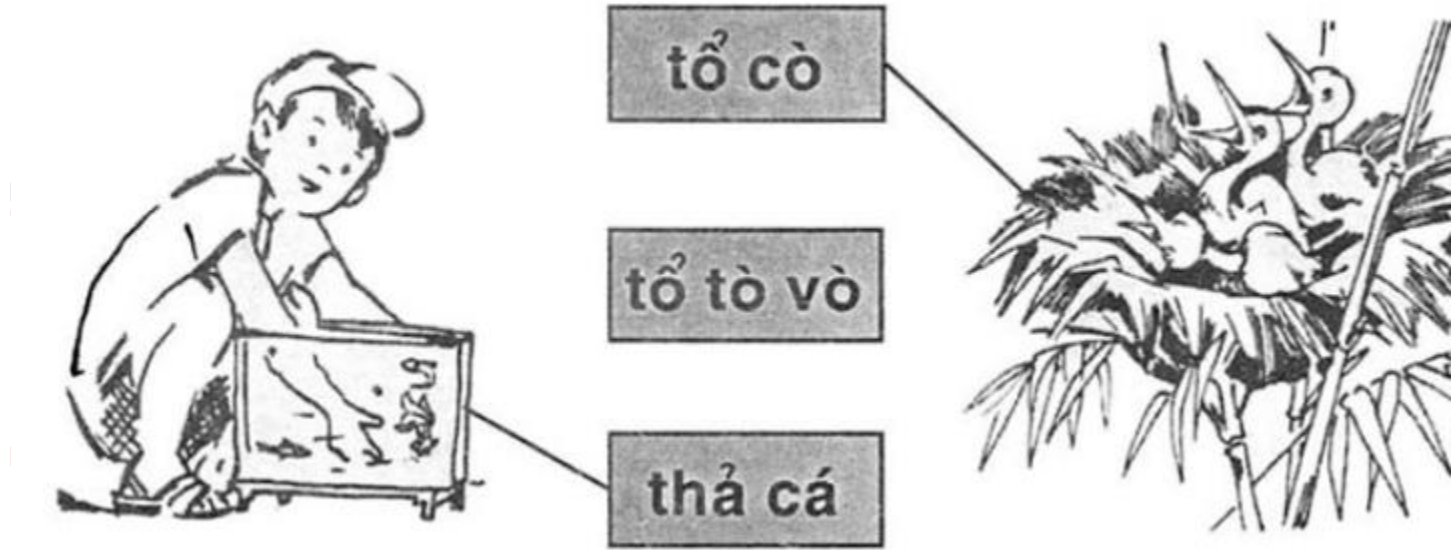 tổ cò
tổ tò vò
thả cá